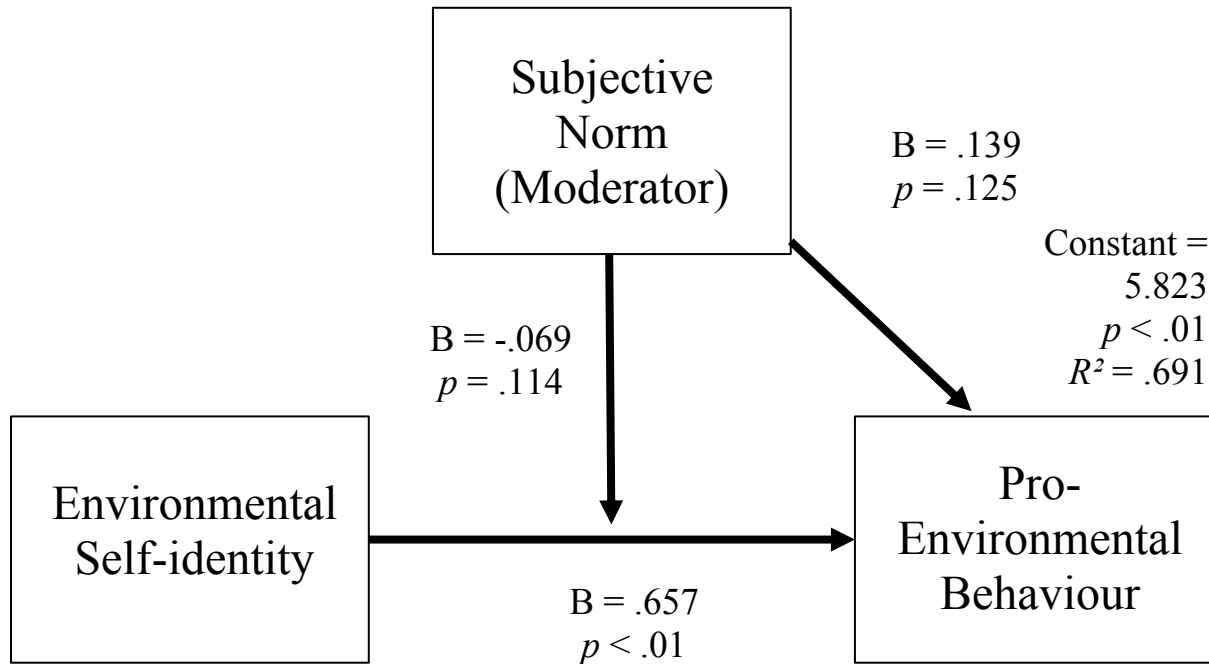 Subjective
Norm
(Moderator)
B = .139
p = .125
Constant =
5.823
p < .01
R² = .691
B = -.069
p = .114
Environmental
Self-identity
Pro-
Environmental
Behaviour
B = .657
p < .01